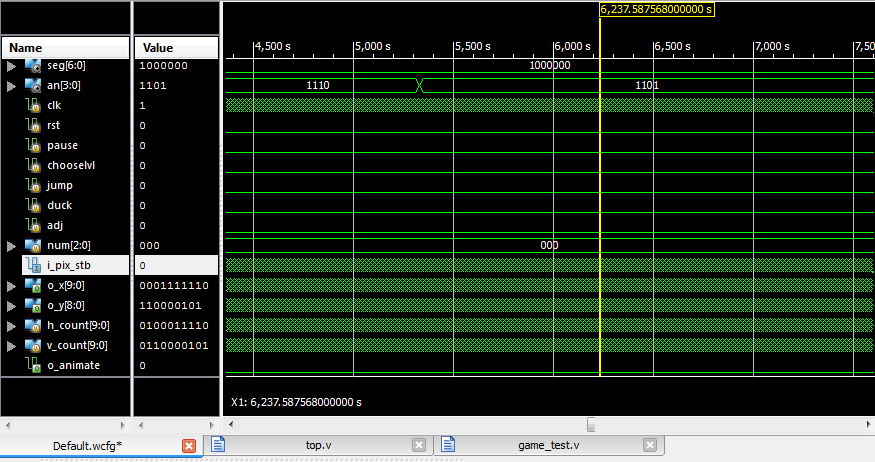 6,237.587568000000 s
Name Value 4,500 s 5,000 s 5,500 s 6,000 s 6,500 s 7,000 s 7,50
seg[6:0] 1000000 1000000
an[3:0] 1101 1110 1101
clk 1
rst 0
pause 0
chooselvl 0
jump 0
duck 0
adj 0
num[2:0] 000 000
i_pix_stb 0
o_x[9:0] 0001111110
o_y[8:0] 110000101
h_count[9:0] 0100011110
v_count[9:0] 0110000101
o_animate 0
X1: 6,237.587568000000 s
Default.wcfg* top.v game_test.v